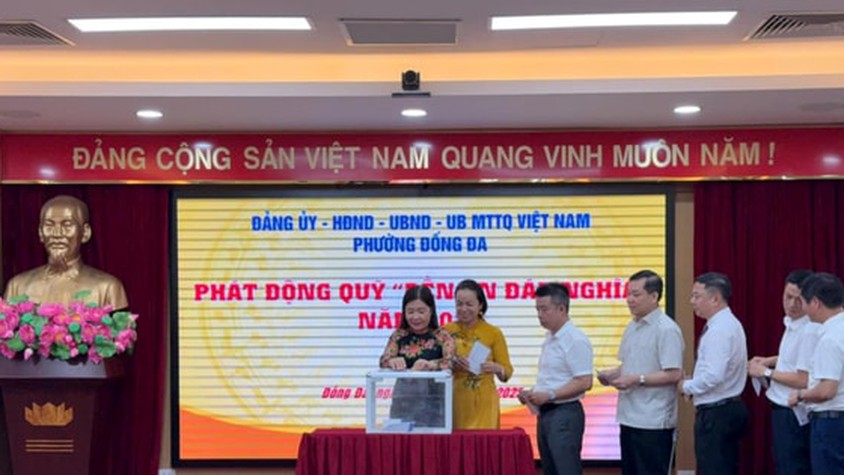 ĐẢNG CỘNG SẢN VIỆT NAM QUANG VINH MUÔN NĂM !
ĐẢNG ỦY - HĐND - UBND - UB MTTQ VIỆT NAM
PHƯỜNG ĐỐNG ĐA
PHÁT ĐỘNG QUỸ
Đống